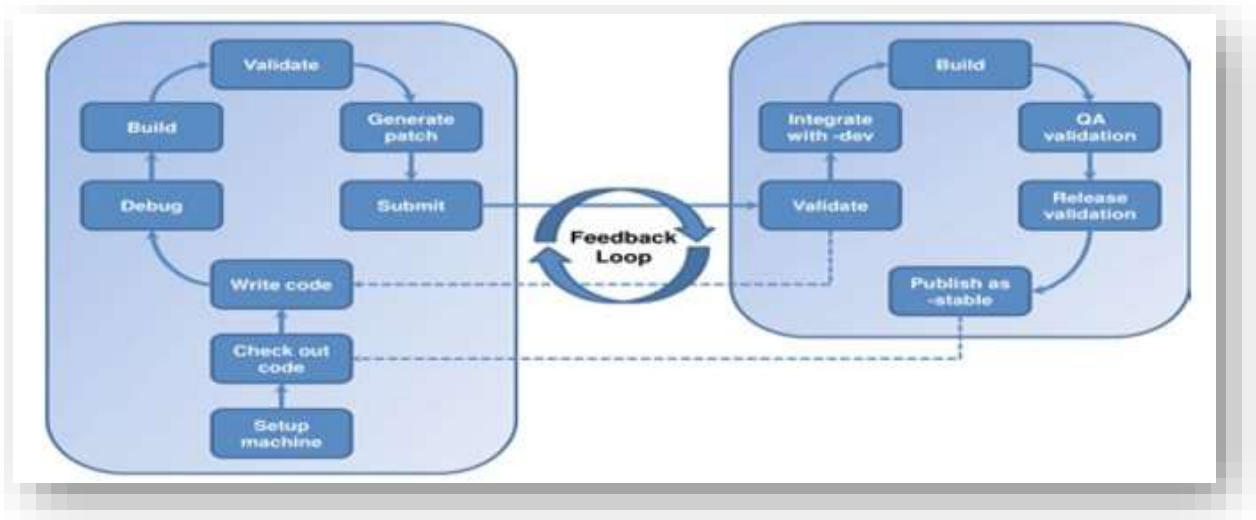 Validate
Build
Generate
patch
Debug
Submit
Write code
Check out
code
Setup
machine
Feedback
Loop
Build
Integrate
with -dev
QA
validation
Validate
Release
validation
Publish as
-stable